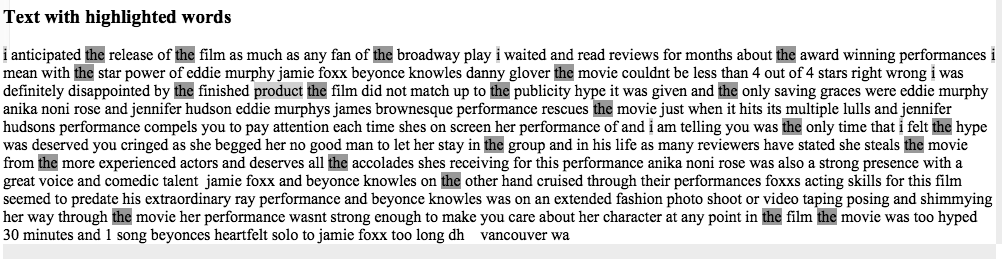 Text with highlighted words
i anticipated the release of the film as much as any fan of the broadway play i waited and read reviews for months about the award winning performances i
mean with the star power of eddie murphy jamie foxx beyonce knowles danny glover the movie couldnt be less than 4 out of 4 stars right wrong i was
definitely disappointed by the finished product the film did not match up to the publicity hype it was given and the only saving graces were eddie murphy
anika noni rose and jennifer hudson eddie murphys james brownesque performance rescues the movie just when it hits its multiple lulls and jennifer
hudsons performance compels you to pay attention each time shes on screen her performance of and i am telling you was the only time that i felt the hype
was deserved you cringed as she begged her no good man to let her stay in the group and in his life as many reviewers have stated she steals the movie
from the more experienced actors and deserves all the accolades shes receiving for this performance anika noni rose was also a strong presence with a
great voice and comedic talent jamie foxx and beyonce knowles on the other hand cruised through their performances foxxs acting skills for this film
seemed to predate his extraordinary ray performance and beyonce knowles was on an extended fashion photo shoot or video taping posing and shimmying
her way through the movie her performance wasnt strong enough to make you care about her character at any point in the film the movie was too hyped
30 minutes and 1 song beyonces heartfelt solo to jamie foxx too long dh vancouver wa